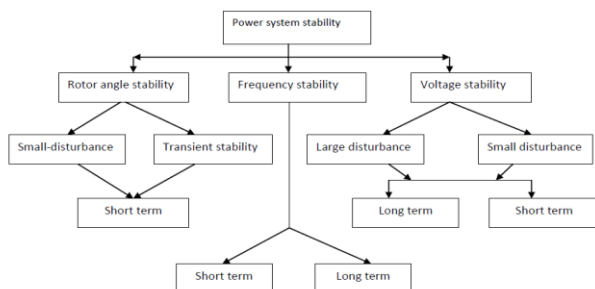 Power system stability
Rotor angle stability
Frequency stability
Voltage stability
Small-disturbance
Transient stability
Large disturbance
Small disturbance
Short term
Long term
Short term
Short term
Long term